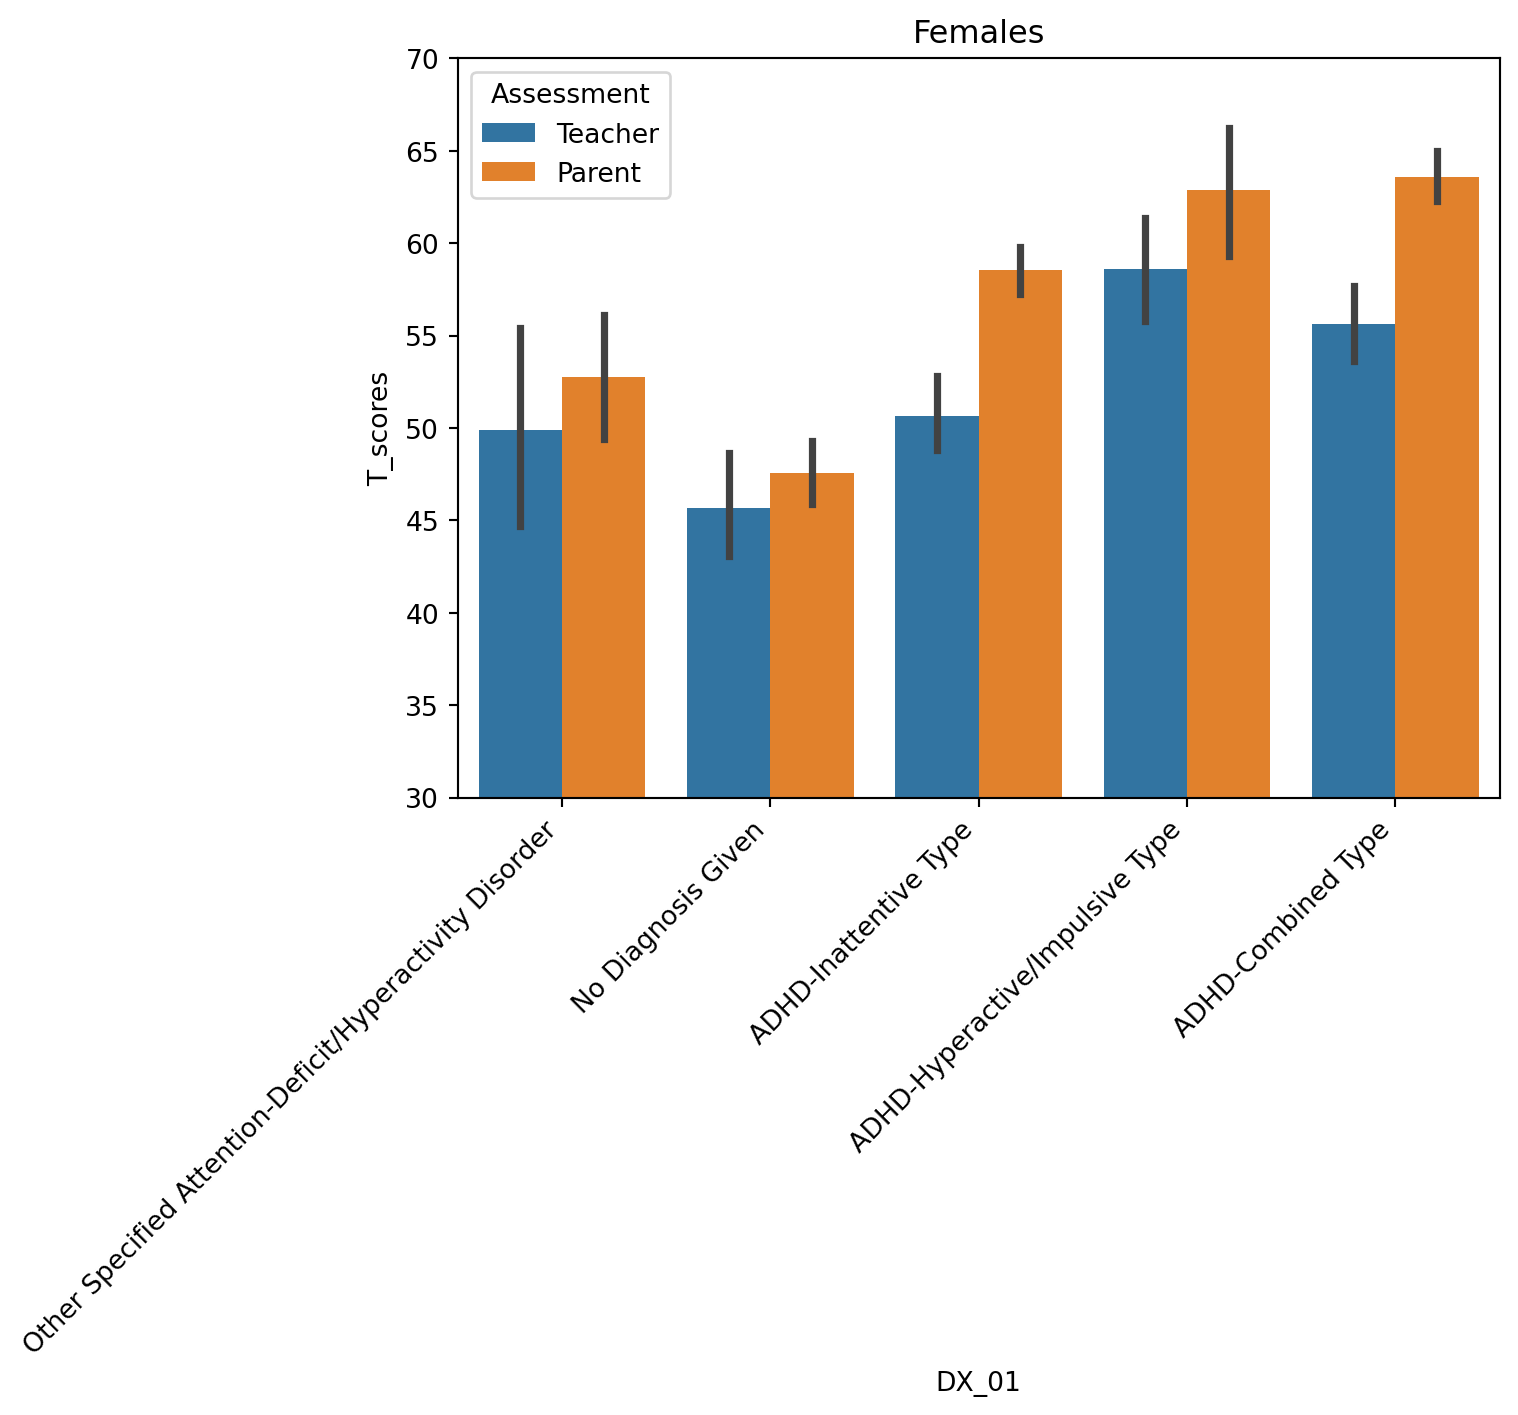 Females
Assessment
Teacher
Parent
T_scores
70
65
60
55
50
45
40
35
30
Other Specified Attention-Deficit/Hyperactivity Disorder
No Diagnosis Given
ADHD-Inattentive Type
ADHD-Hyperactive/Impulsive Type
ADHD-Combined Type
DX_01